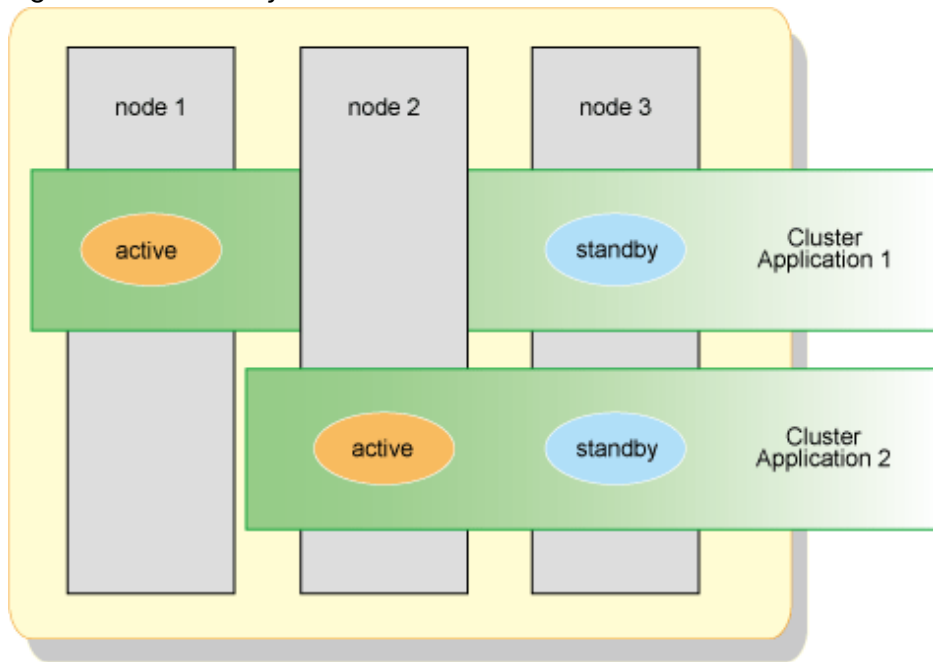 node 1
node 2
node 3
active
standby
Cluster
Application 1
active
standby
Cluster
Application 2